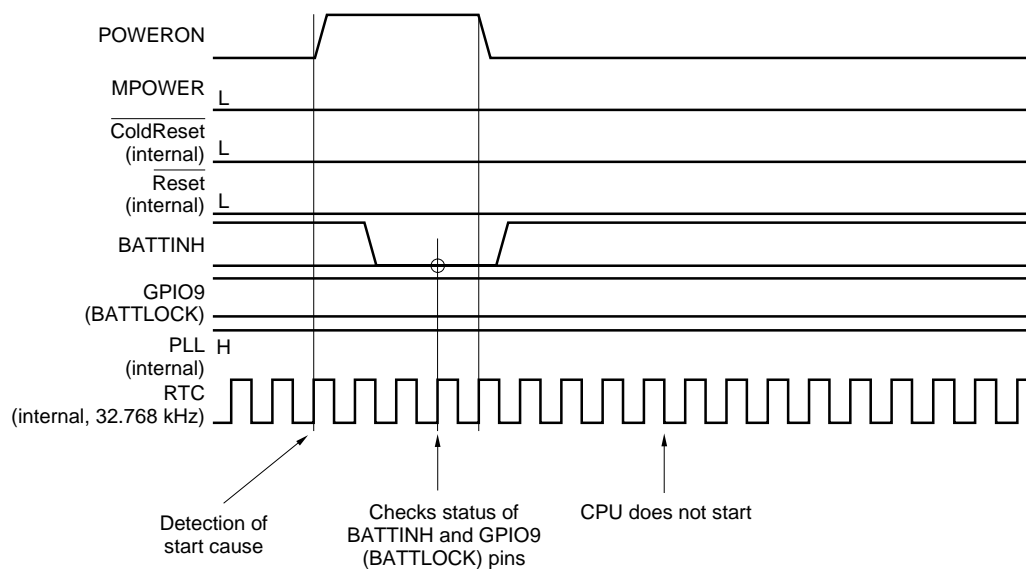 POWERON
MPOWER
L
ColdReset
(internal)
L
Reset
(internal)
L
BATTINH
GPIO9
(BATTLOCK)
PLL
(internal)
H
RTC
(internal, 32.768 kHz)
Detection of
start cause
Checks status of
BATTINH and GPIO9
(BATTLOCK) pins
CPU does not start